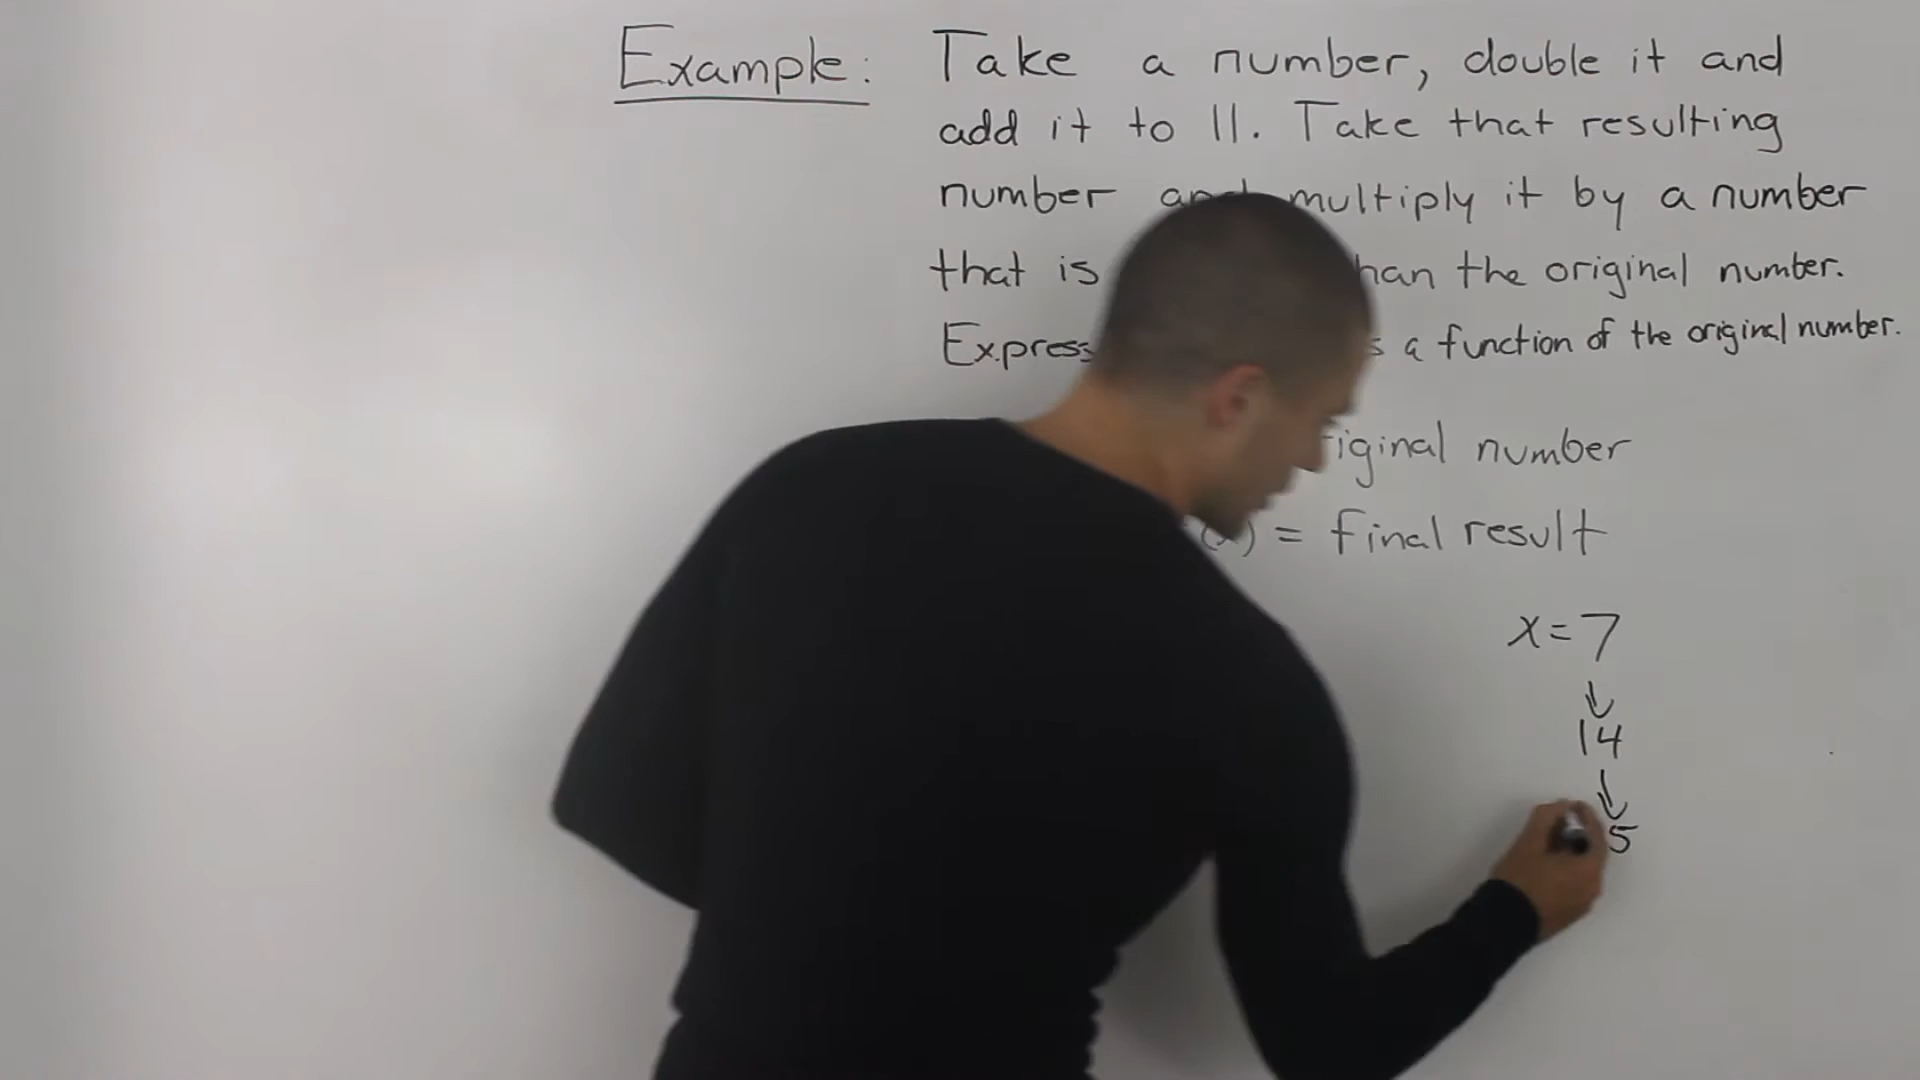 Example: Take a number, double it and
add it to 11. Take that resulting
number and multiply it by a number
that is han the original number.
Express a function of the original number.
iginal number
(x) = final result
x = 7
14
5